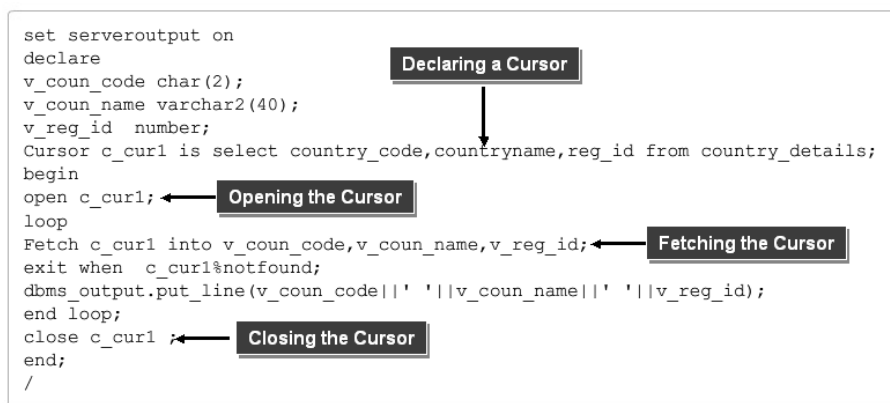 set serveroutput on
declare
Declaring a Cursor
v_coun_code char(2);
v_coun_name varchar2(40);
v_reg_id  number;
Cursor c_cur1 is select country_code,countryname,reg_id from country_details;
begin
open c_cur1;
Opening the Cursor
loop
Fetch c_cur1 into v_coun_code,v_coun_name,v_reg_id;
Fetching the Cursor
exit when  c_cur1%notfound;
dbms_output.put_line(v_coun_code||' '||v_coun_name||' '||v_reg_id);
end loop;
close c_cur1 ;
Closing the Cursor
end;
/